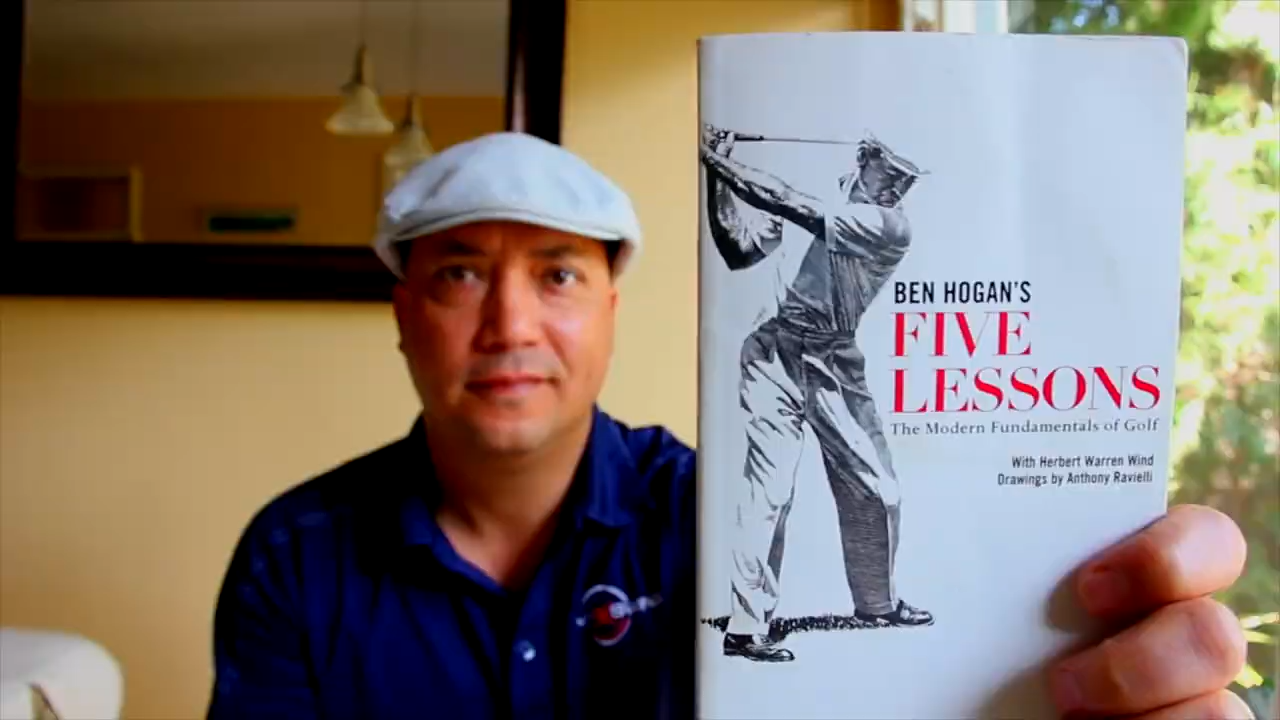 BEN HOGAN'S
FIVE
LESSONS
The Modern Fundamentals of Golf
With Herbert Warren Wind
Drawings by Anthony Ravielli